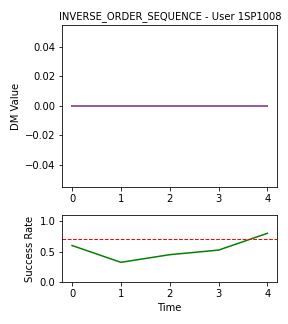 INVERSE_ORDER_SEQUENCE - User 1SP1008
0.04
0.02
0.00
−0.02
−0.04
DM Value
0 1 2 3 4
1.0
0.5
0.0
Success Rate
0 1 2 3 4
Time